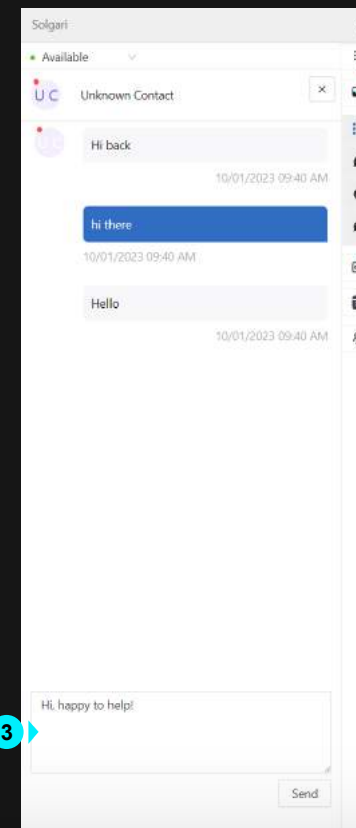 Solgari
Available
U C Unknown Contact ×
Hi back
10/01/2023 09:40 AM
hi there
10/01/2023 09:40 AM
Hello
10/01/2023 09:40 AM
3
Hi, happy to help!
Send